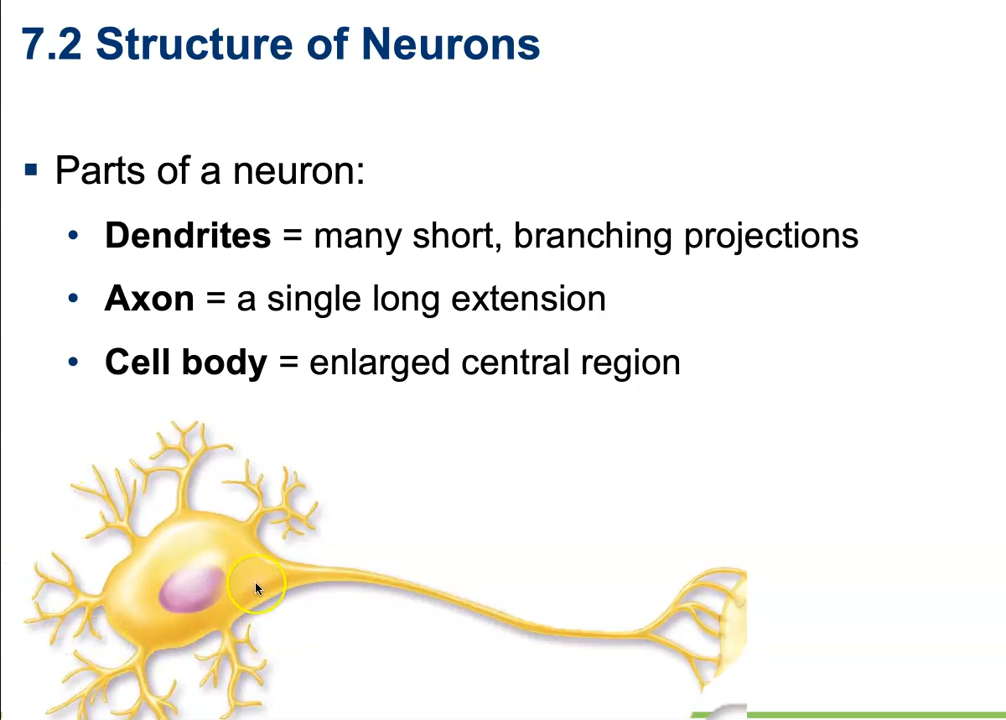 7.2 Structure of Neurons
▪ Parts of a neuron:
• Dendrites = many short, branching projections
• Axon = a single long extension
• Cell body = enlarged central region